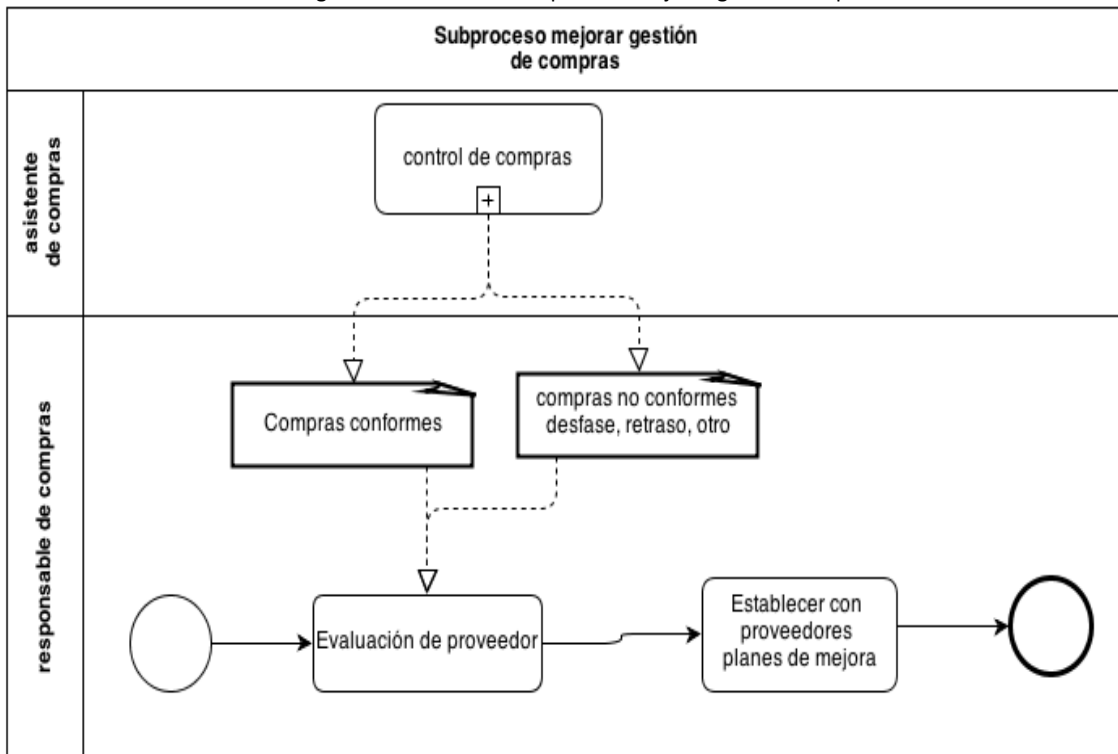 Subproceso mejorar gestión
de compras
asistente
de compras
control de compras
+
responsable de compras
Compras conformes
compras no conformes
desfase, retraso, otro
Evaluación de proveedor
Establecer con
proveedores
planes de mejora